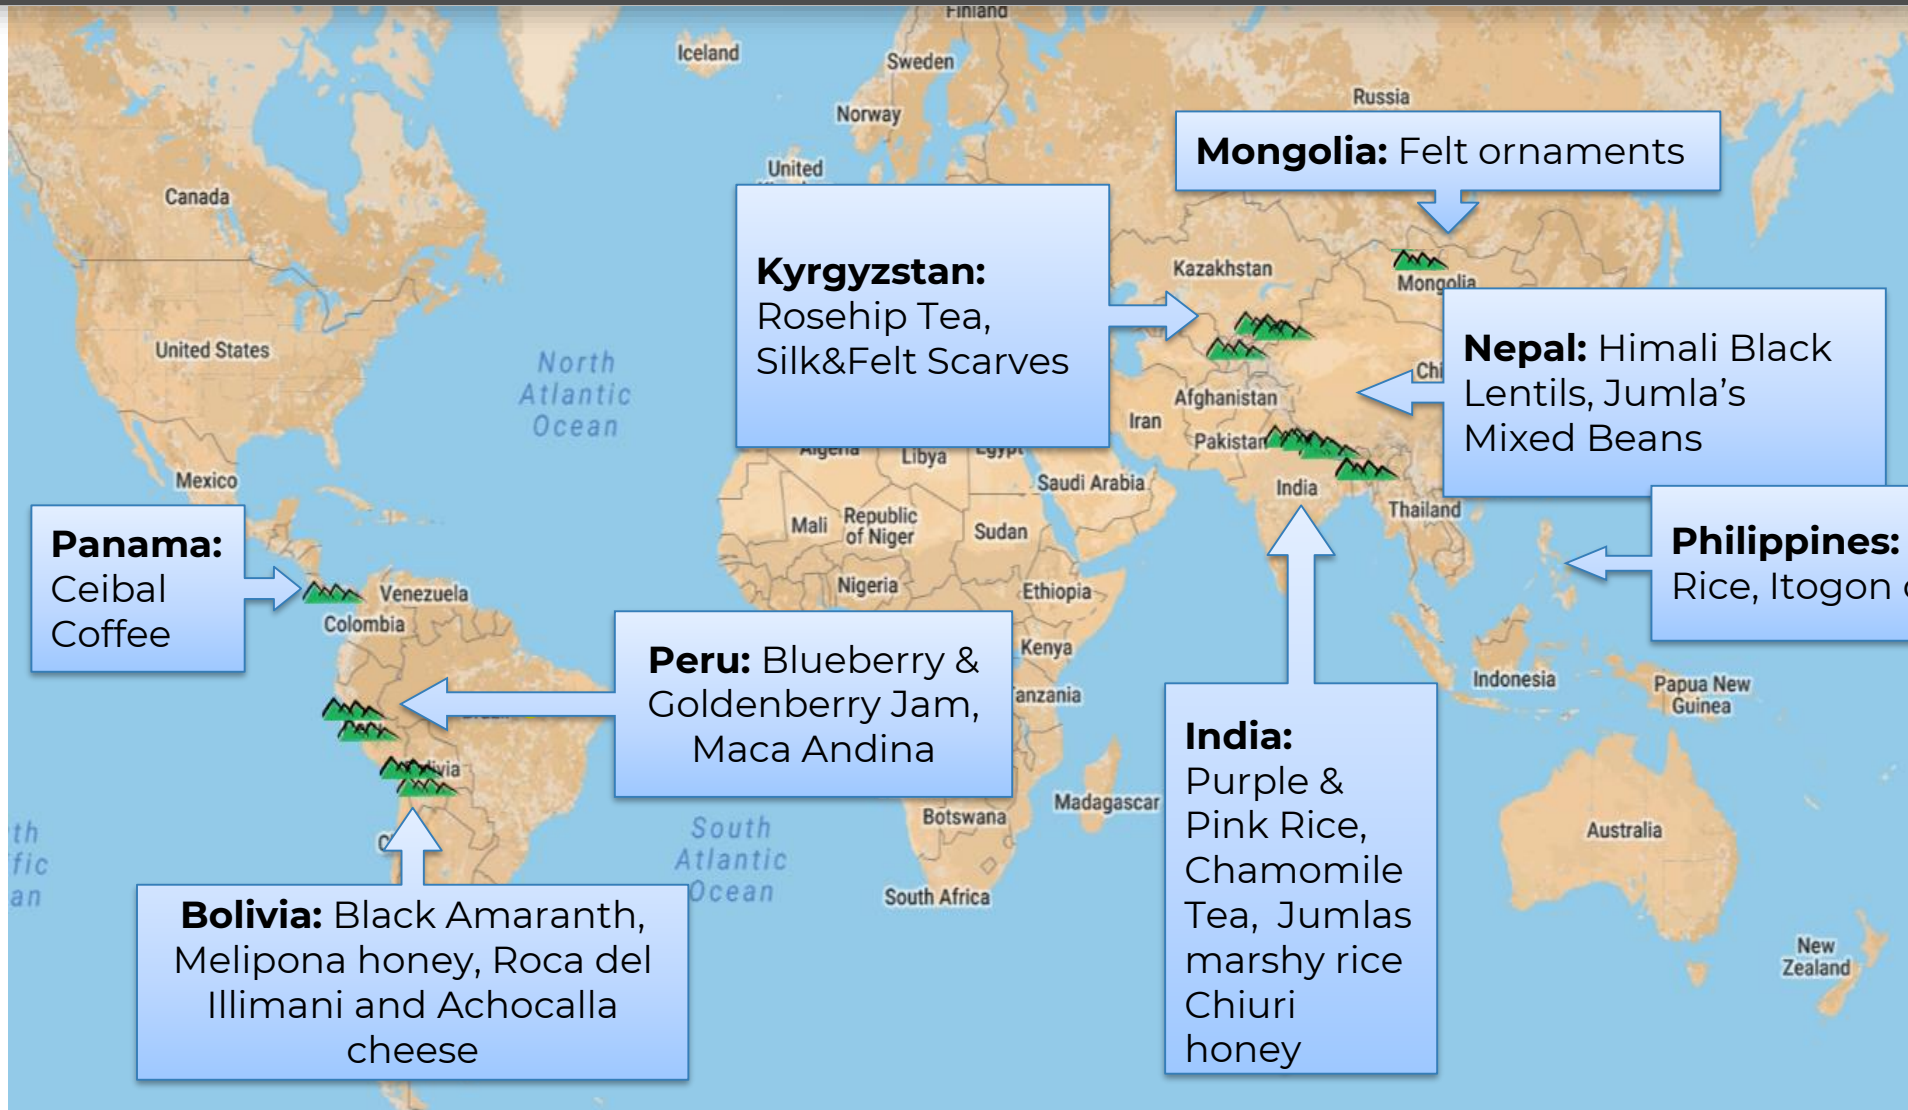 Finland
Iceland
Sweden
Norway
Russia
United
Canada
Mongolia: Felt ornaments
Kyrgyzstan:
Rosehip Tea,
Silk&Felt Scarves
Kazakhstan
Mongolia
United States
North
Atlantic
Ocean
Nepal: Himali Black
Lentils, Jumla’s
Mixed Beans
Afghanistan
Iran
Pakistan
Algeria
Libya
Egypt
Mexico
Saudi Arabia
India
Thailand
Mali
Republic
of Niger
Sudan
Panama:
Ceibal
Coffee
Philippines:
Rice, Itogon
Venezuela
Colombia
Nigeria
Ethiopia
Kenya
Peru: Blueberry &
Goldenberry Jam,
Maca Andina
Tanzania
Indonesia
Papua New
Guinea
Bolivia
India:
Purple &
Pink Rice,
Chamomile
Tea, Jumlas
marshy rice
Chiuri
honey
Botswana
Madagascar
South
Atlantic
Ocean
South Africa
Australia
New
Zealand
Bolivia: Black Amaranth,
Melipona honey, Roca del
Illimani and Achocalla
cheese